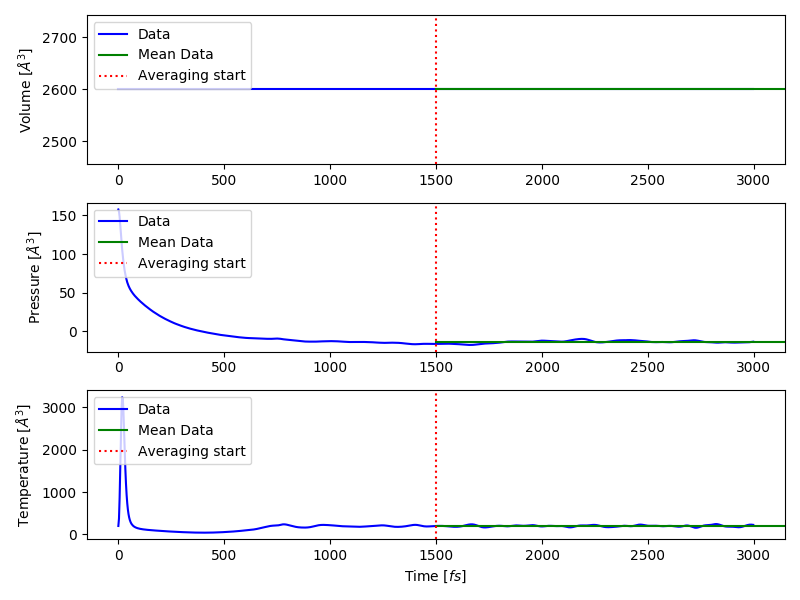 Volume [Å³]
2700
2600
2500
Data
Mean Data
Averaging start
0 500 1000 1500 2000 2500 3000
Pressure [Å³]
150
100
50
0
Data
Mean Data
Averaging start
0 500 1000 1500 2000 2500 3000
Temperature [Å³]
3000
2000
1000
0
Data
Mean Data
Averaging start
0 500 1000 1500 2000 2500 3000
Time [fs]